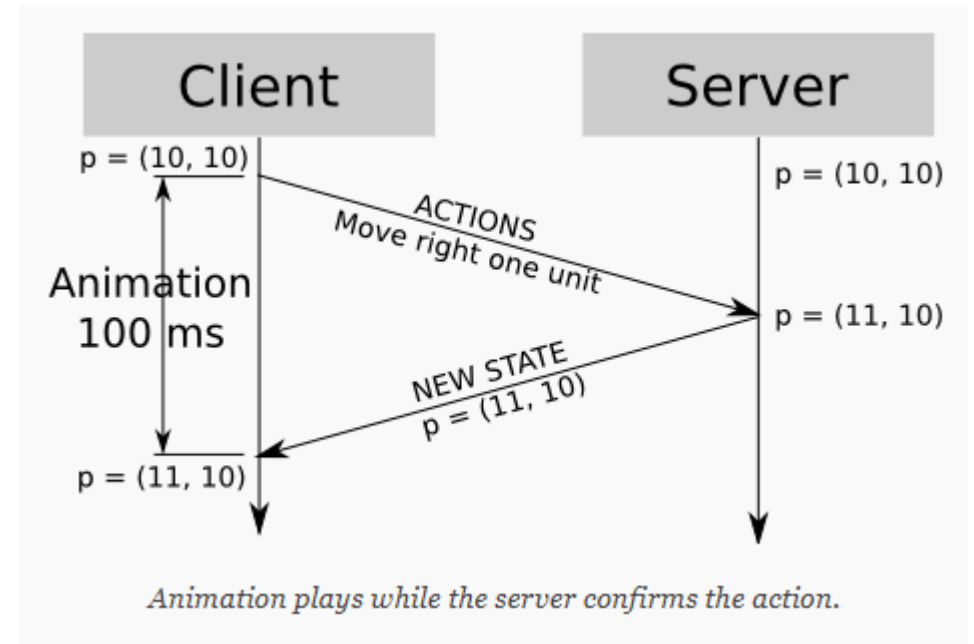 Client
Server
p = (10, 10)
p = (10, 10)
ACTIONS
Move right one unit
Animation
100 ms
p = (11, 10)
NEW STATE
p = (11, 10)
p = (11, 10)
Animation plays while the server confirms the action.